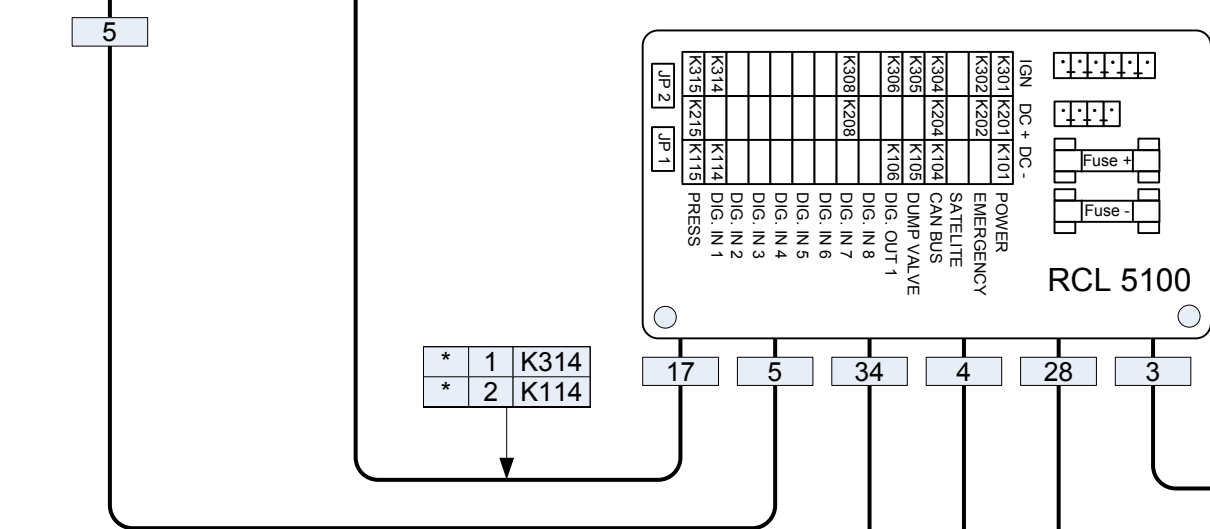 5
JP 2
JP 1
K315 K314 K308 K306 K305 K304 K302 K301 IGN
K215 K208 K204 K202 K201 DC +
K115 K114 K106 K105 K104 K101 DC -
PRESS
DIG. IN 1
DIG. IN 2
DIG. IN 3
DIG. IN 4
DIG. IN 5
DIG. IN 6
DIG. IN 7
DIG. IN 8
DIG. OUT 1
DUMP VALVE
CAN BUS
SATELITE
EMERGENCY
POWER
Fuse +
Fuse -
RCL 5100
* 1 K314
* 2 K114
17 5 34 4 28 3